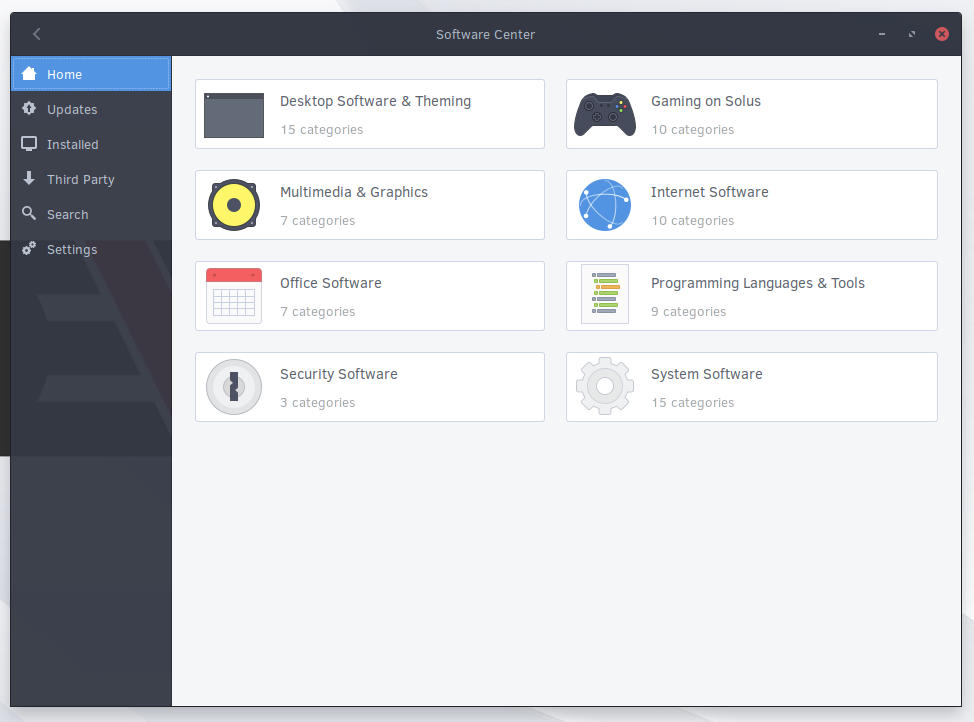 Software Center
Home
Updates
Installed
Third Party
Search
Settings
Desktop Software & Theming
15 categories
Gaming on Solus
10 categories
Multimedia & Graphics
7 categories
Internet Software
10 categories
Office Software
7 categories
Programming Languages & Tools
9 categories
Security Software
3 categories
System Software
15 categories